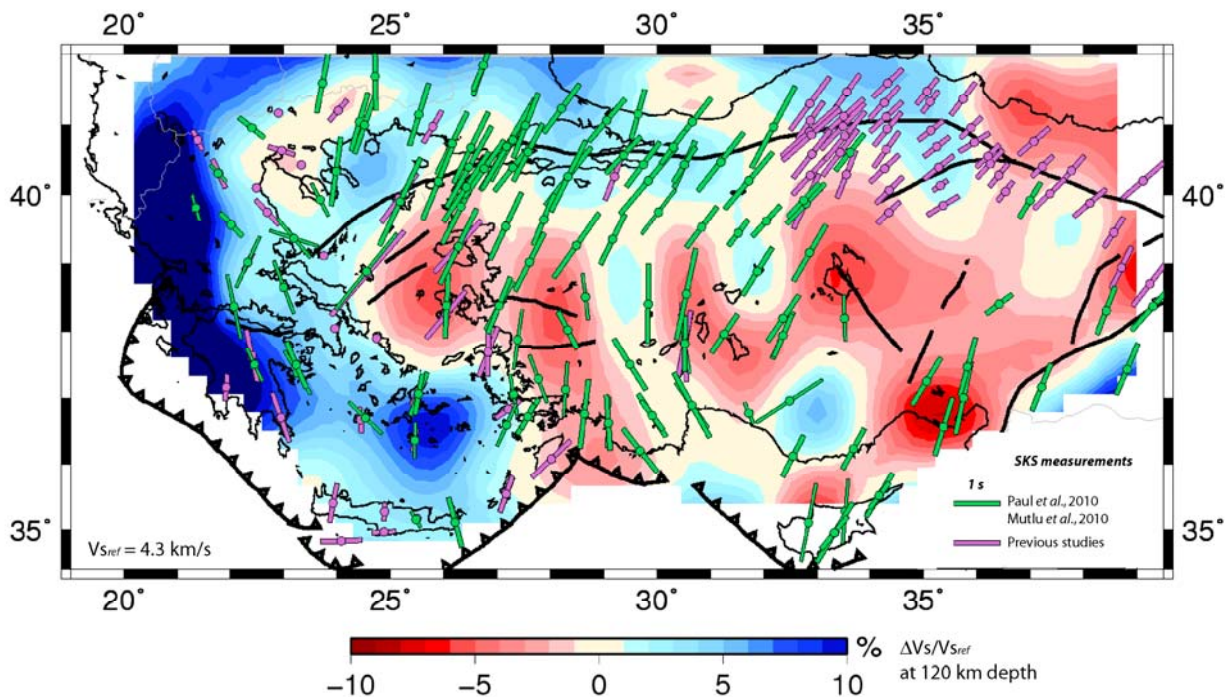 20° 25° 30° 35°
40° 40°
SKS measurements
1 s
Paul et al., 2010
Mutlu et al., 2010
Previous studies
35° 35°
Vsref = 4.3 km/s
20° 25° 30° 35°
% ΔVs/Vsref
at 120 km depth
−10 −5 0 5 10